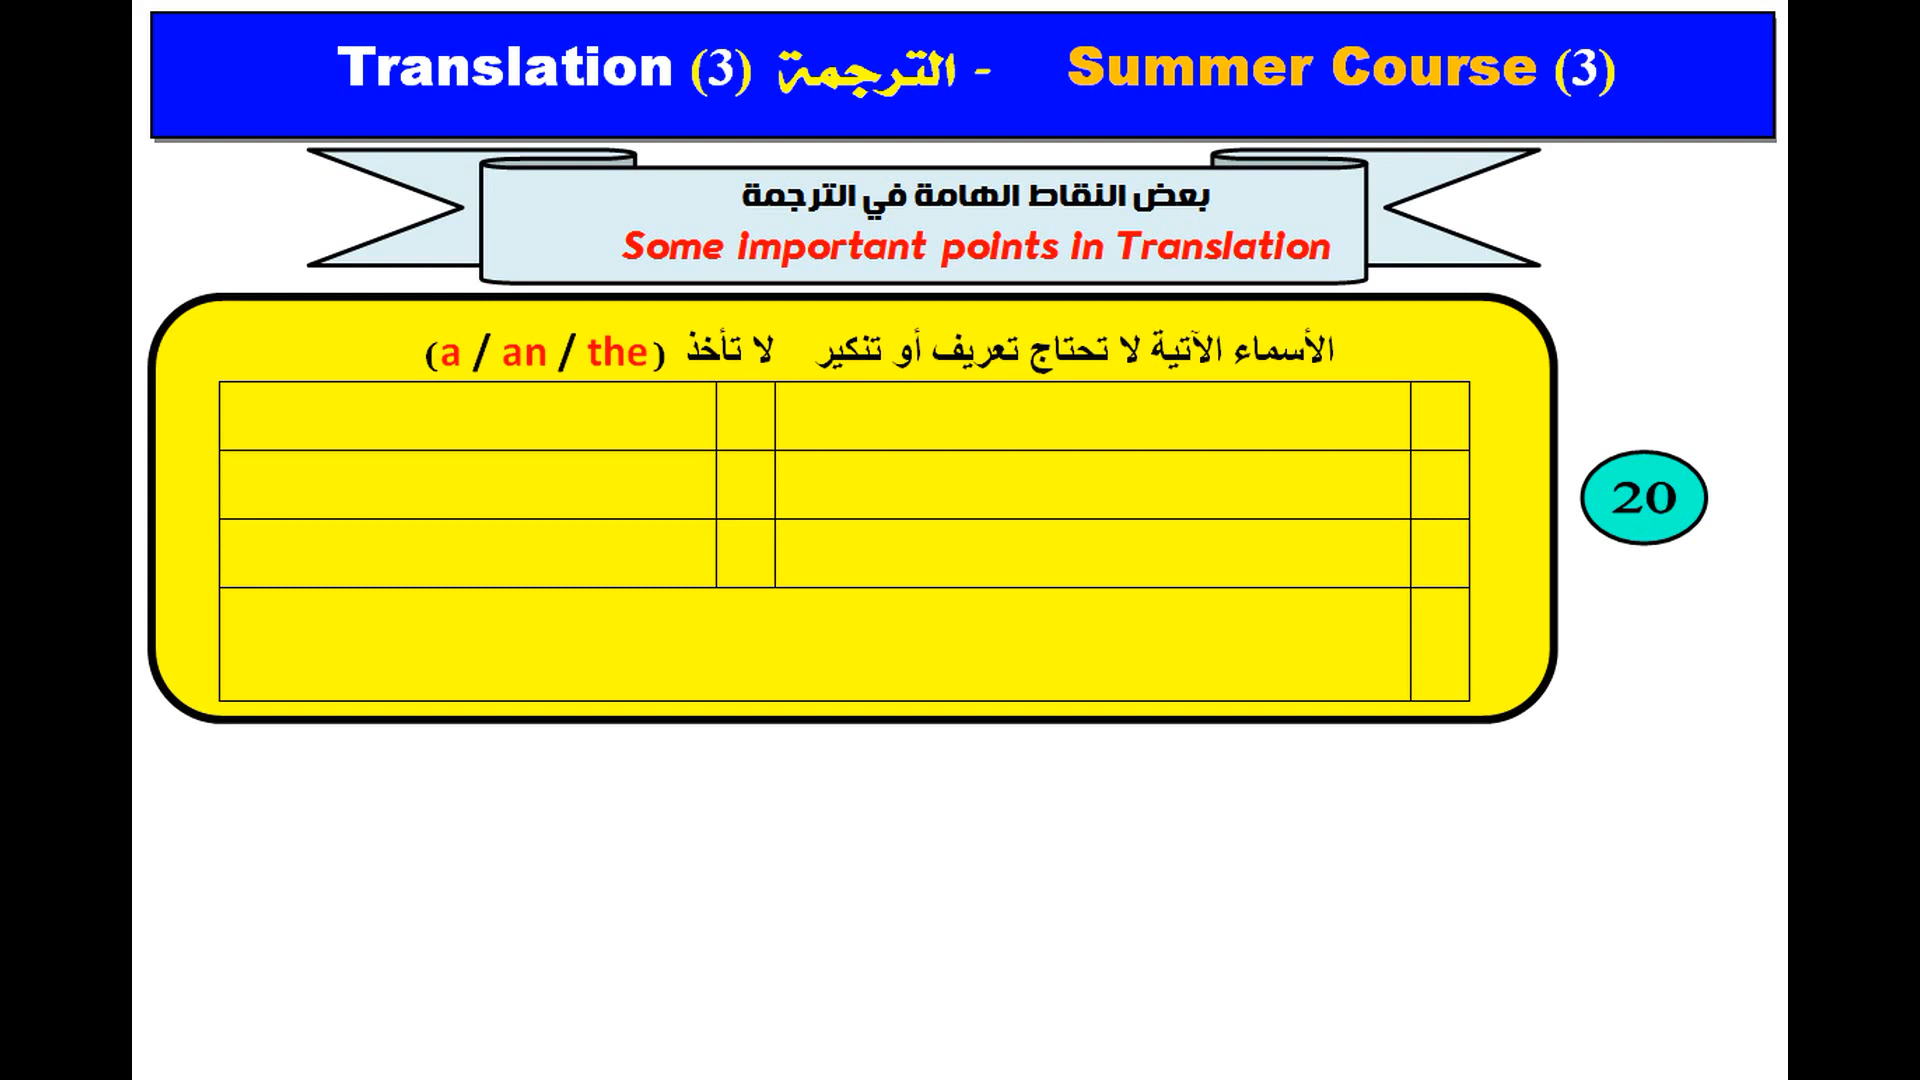 Translation (3) الترجمة - Summer Course (3)
بعض النقاط الهامة في الترجمة
Some important points in Translation
الأسماء الآتية لا تحتاج تعريف أو تنكير لا تأخذ (a / an / the)
20